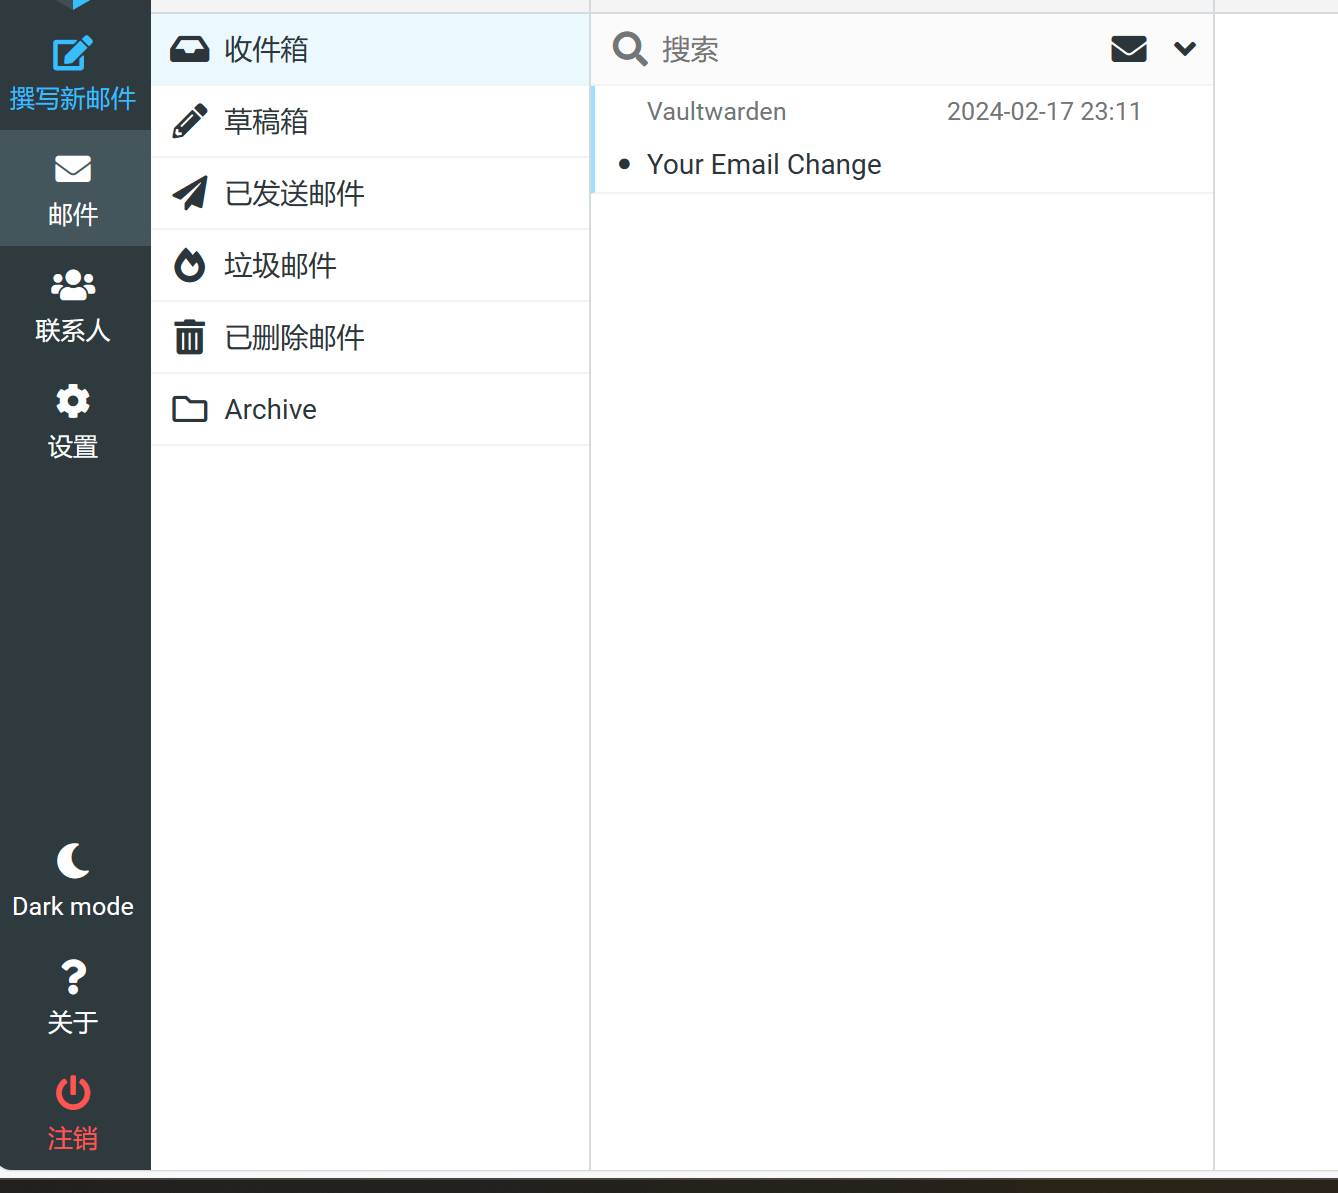 撰写新邮件
邮件
联系人
设置
Dark mode
关于
注销
收件箱
草稿箱
已发送邮件
垃圾邮件
已删除邮件
Archive
搜索
Vaultwarden 2024-02-17 23:11
Your Email Change